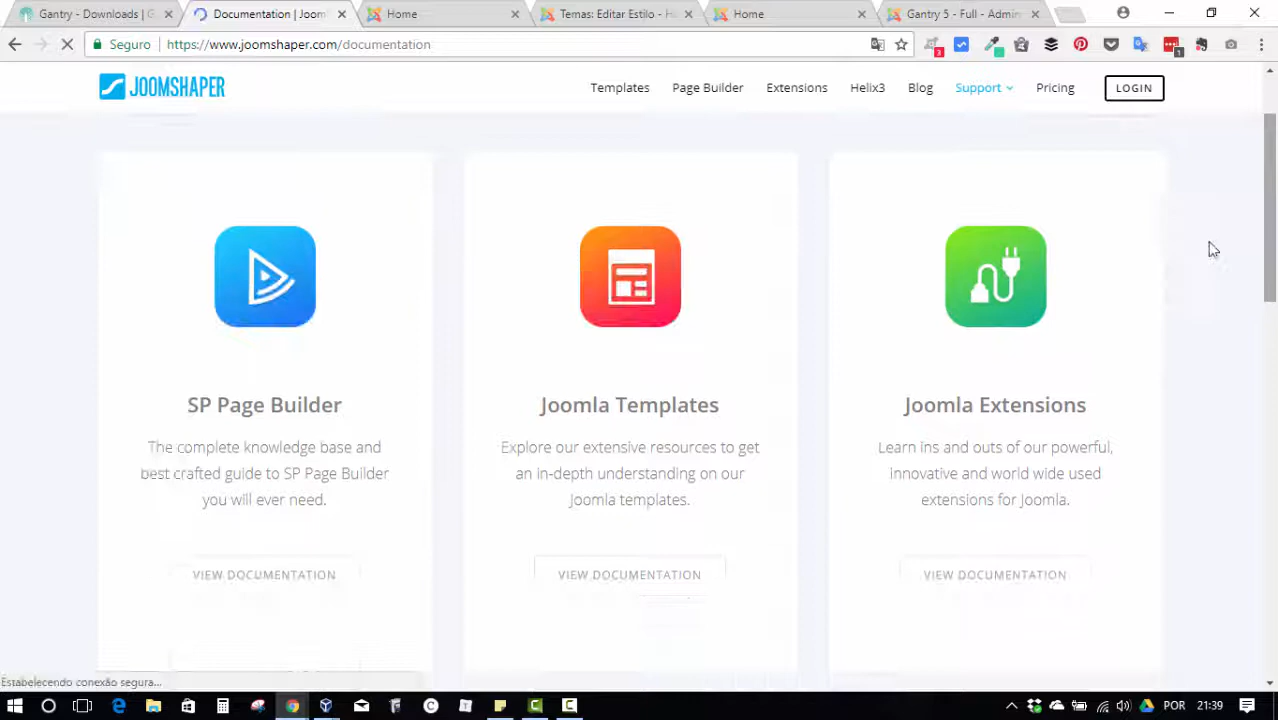 Gantry - Downloads | G
Documentation | Joom
Home
Temas: Editar Estilo - H
Home
Gantry 5 - Full - Admin
Seguro
https://www.joomshaper.com/documentation
3
1
JOOMSHAPER
Templates
Page Builder
Extensions
Helix3
Blog
Support
Pricing
LOGIN
SP Page Builder
The complete knowledge base and
best crafted guide to SP Page Builder
you will ever need.
VIEW DOCUMENTATION
Joomla Templates
Explore our extensive resources to get
an in-depth understanding on our
Joomla templates.
VIEW DOCUMENTATION
Joomla Extensions
Learn ins and outs of our powerful,
innovative and world wide used
extensions for Joomla.
VIEW DOCUMENTATION
Estabelecendo conexão segura...
POR
21:39